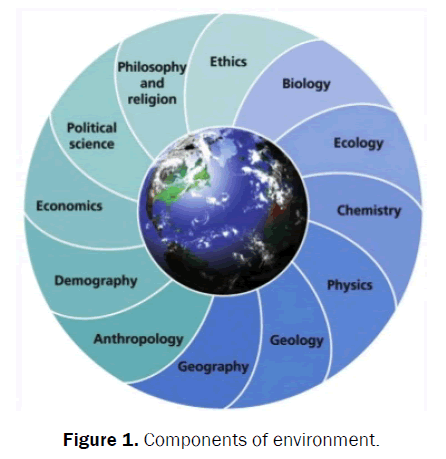 Ethics
Biology
Ecology
Chemistry
Physics
Geology
Geography
Anthropology
Demography
Economics
Political
science
Philosophy
and
religion
Figure 1. Components of environment.